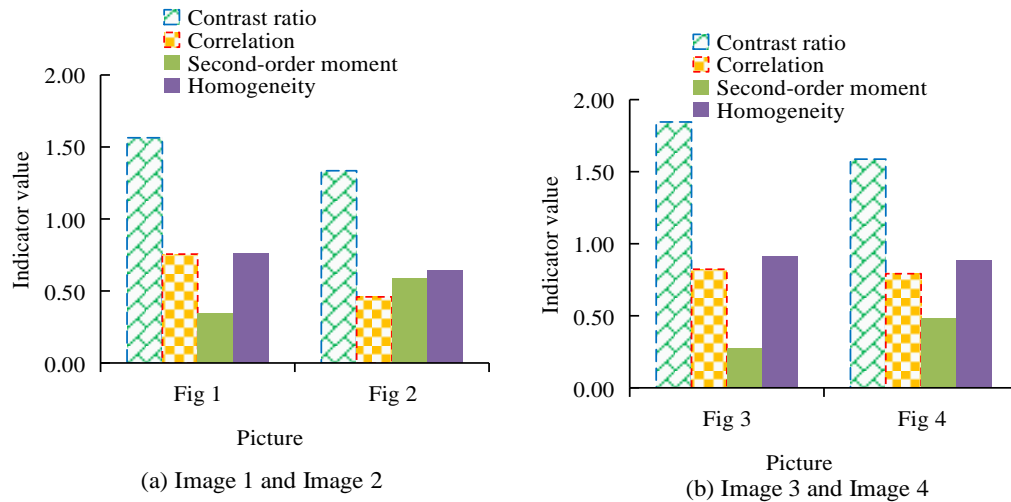 Contrast ratio
Correlation
Second-order moment
Homogeneity
2.00
1.50
1.00
0.50
0.00
Indicator value
Fig 1
Fig 2
Picture
(a) Image 1 and Image 2
Contrast ratio
Correlation
Second-order moment
Homogeneity
2.00
1.50
1.00
0.50
0.00
Indicator value
Fig 3
Fig 4
Picture
(b) Image 3 and Image 4